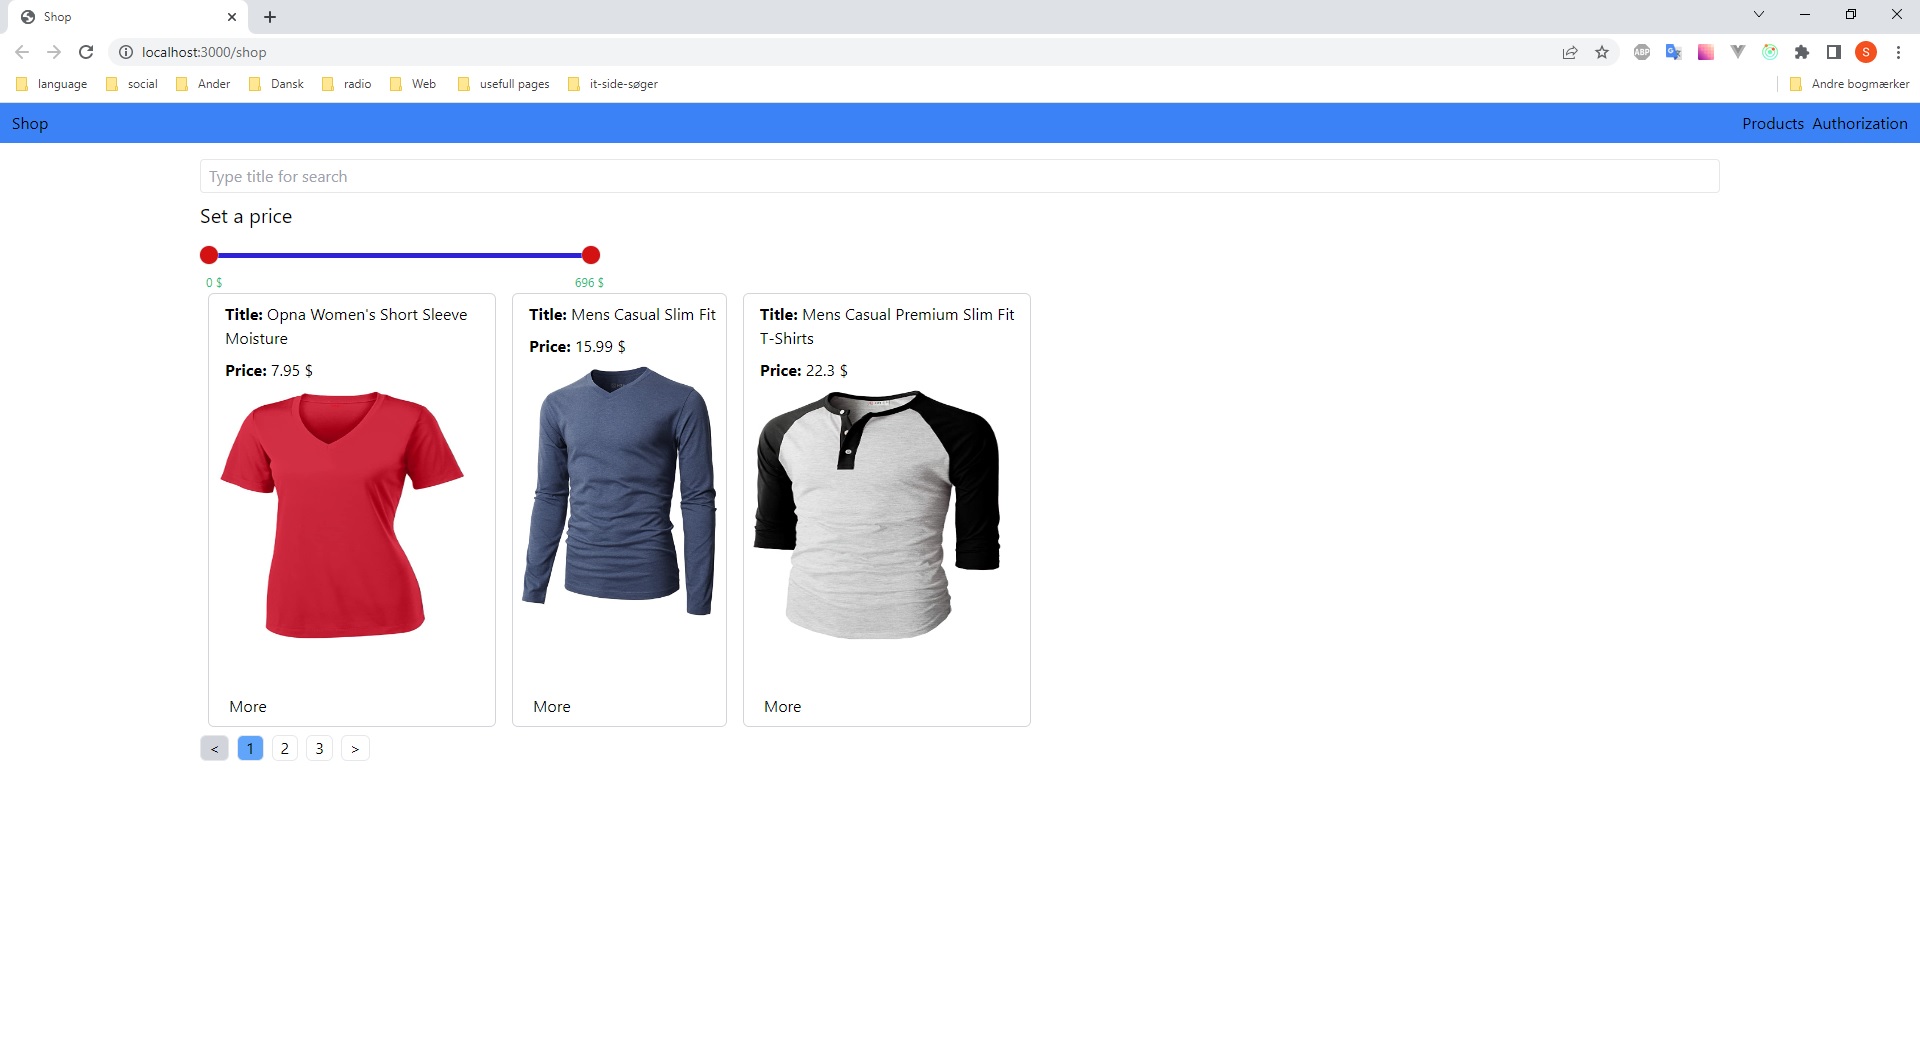 Shop
localhost:3000/shop
ABP
S
language social Ander Dansk radio Web usefull pages it-side-søger Andre bogmærker
Shop Products Authorization
Type title for search
Set a price
0 $ 696 $
Title: Opna Women's Short Sleeve
Moisture
Price: 7.95 $
More
Title: Mens Casual Slim Fit
Price: 15.99 $
More
Title: Mens Casual Premium Slim Fit
T-Shirts
Price: 22.3 $
More
< 1 2 3 >